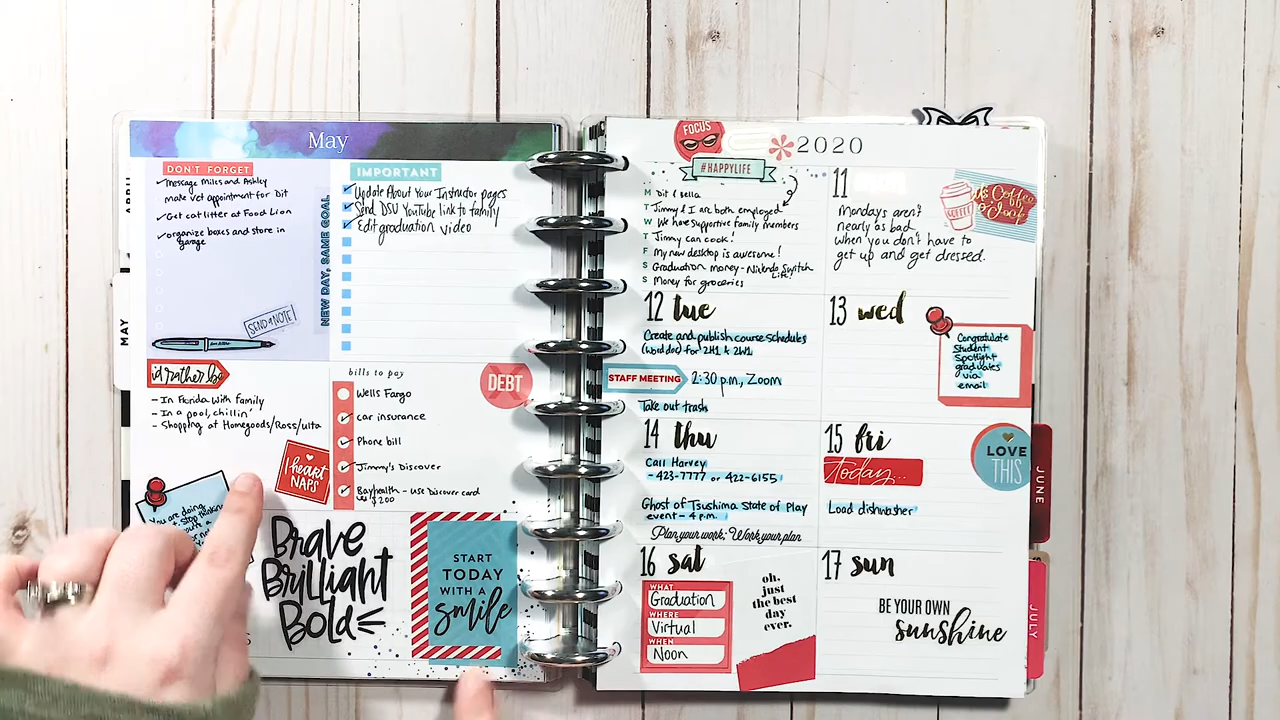 May
DON'T FORGET
Message Miles and Ashley
make vet appointment for Dit
Get cat litter at Food Lion
organize boxes and store in
garage
SEND A NOTE!
NEW DAY, SAME GOAL
IMPORTANT
Update About Your Instructor pages
Send DSU YouTube link to family
Edit graduation video
i'd rather be
- In Florida with Family
- In a pool, chillin'
- Shopping at Homegoods/Ross/ulta
I heart
NAPS
bills to pay
DEBT
Wells Fargo
car insurance
Phone bill
Jimmy's Discover
Bayhealth - Use Discover card
$200
You are doing
Brave
Brilliant
Bold
START
TODAY
WITH A
smile
APRIL
MAY
FOCUS
2020
#HAPPYLIFE
M Dit & Bella
T Jimmy & I are both employed
W We have supportive family members
T Jimmy can cook!
F My new desktop is awesome!
S Graduation money - Nintendo Switch
Lite!
S Money for groceries
11
Mondays aren't
nearly as bad
when you don't have to
get up and get dressed.
COFFEE
12 tue
Create and publish course schedules
(word doc) for 2H1 & 2W1
STAFF MEETING
2:30 p.m., Zoom
Take out trash
13 wed
Congratulate
Student
Spotlight
graduates
via
email
14 thu
Call Harvey
- 423-7777 or 422-6155
Ghost of Tsushima State of Play
event - 4 p.m.
Plan your work; Work your plan
15 fri
today...
LOVE
THIS
Load dishwasher
16 sat
WHAT
Graduation
WHERE
Virtual
WHEN
Noon
oh.
just
the best
day
ever.
17 sun
BE YOUR OWN
sunshine
JUNE
JULY